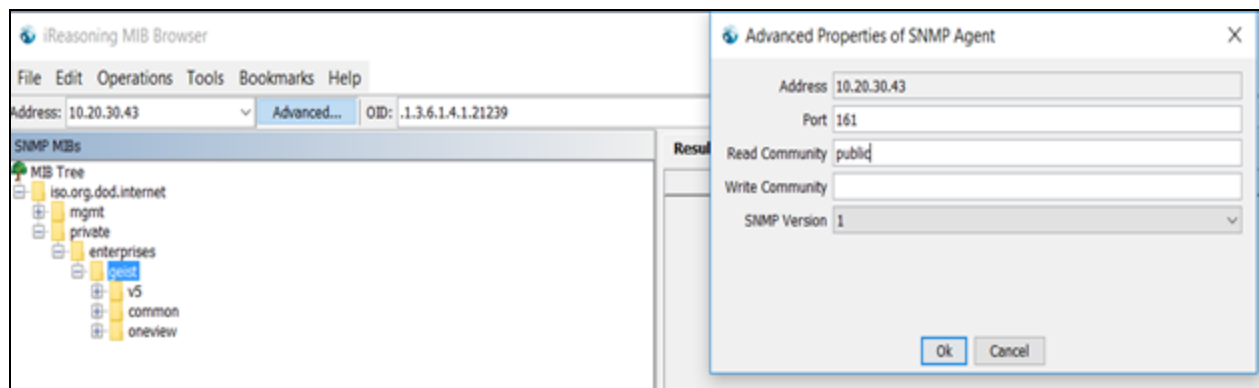 iReasoning MIB Browser
File Edit Operations Tools Bookmarks Help
Address: 10.20.30.43 Advanced... OID: .1.3.6.1.4.1.21239
SNMP MIBs
MIB Tree
iso.org.dod.internet
mgmt
private
enterprises
geist
v5
common
oneview
Resul
Advanced Properties of SNMP Agent
Address 10.20.30.43
Port 161
Read Community public
Write Community
SNMP Version 1
Ok Cancel